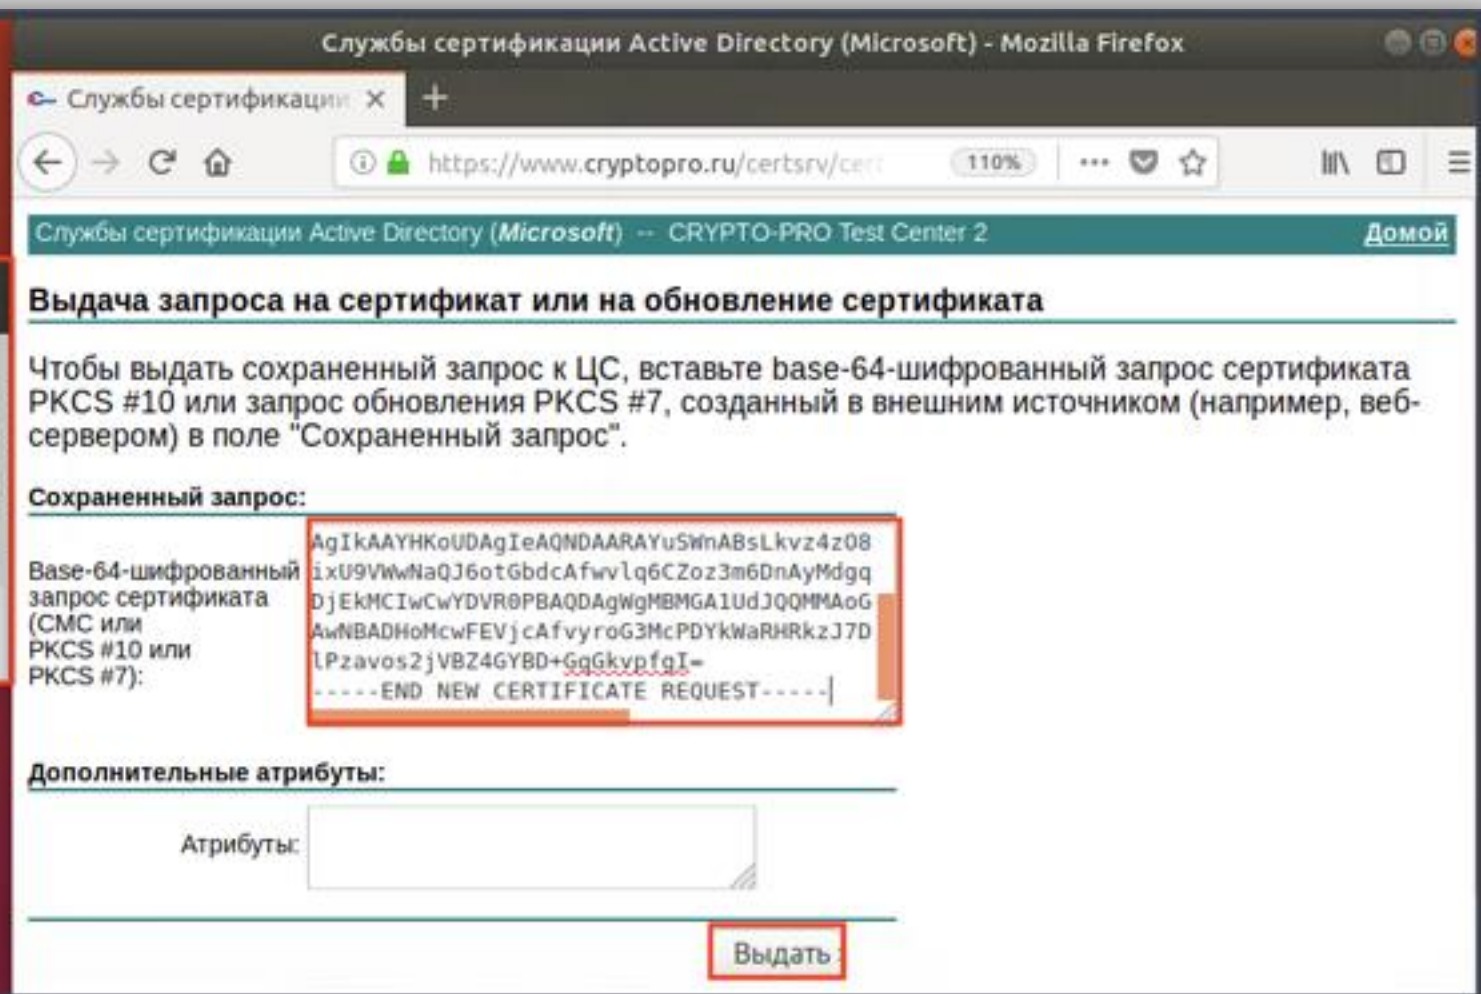 Службы сертификации Active Directory (Microsoft) - Mozilla Firefox
Службы сертификации
https://www.cryptopro.ru/certsrv/cert
110%
Службы сертификации Active Directory (Microsoft) -- CRYPTO-PRO Test Center 2
Домой
Выдача запроса на сертификат или на обновление сертификата
Чтобы выдать сохраненный запрос к ЦС, вставьте base-64-шифрованный запрос сертификата
PKCS #10 или запрос обновления PKCS #7, созданный в внешним источником (например, веб-
сервером) в поле "Сохраненный запрос".
Сохраненный запрос:
Base-64-шифрованный
запрос сертификата
(CMC или
PKCS #10 или
PKCS #7):
AgIkAAYHKoUDAgIeAQNDAARAYuSWnABsLkvz4zO8
ixU9VWwNaQJ6otGbdcAfwvlq6CZoz3m6DnAyMdgq
DjEkMCIwCwYDVR0PBAQDAgWgMBMGA1UdJQQMMAoG
AwNBADHoMcwFEVjcAfvyroG3McPDYkWaRHRkzJ7D
lPzavos2jVBZ4GYBD+GqGkvpfgI=
-----END NEW CERTIFICATE REQUEST-----
Дополнительные атрибуты:
Атрибуты:
Выдать